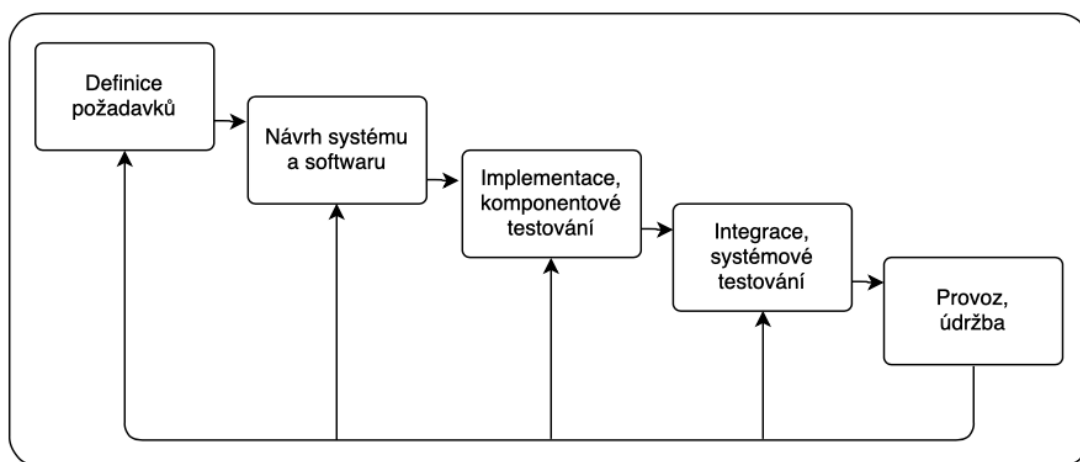 Definice
požadavků
Návrh systému
a softwaru
Implementace,
komponentové
testování
Integrace,
systémové
testování
Provoz,
údržba